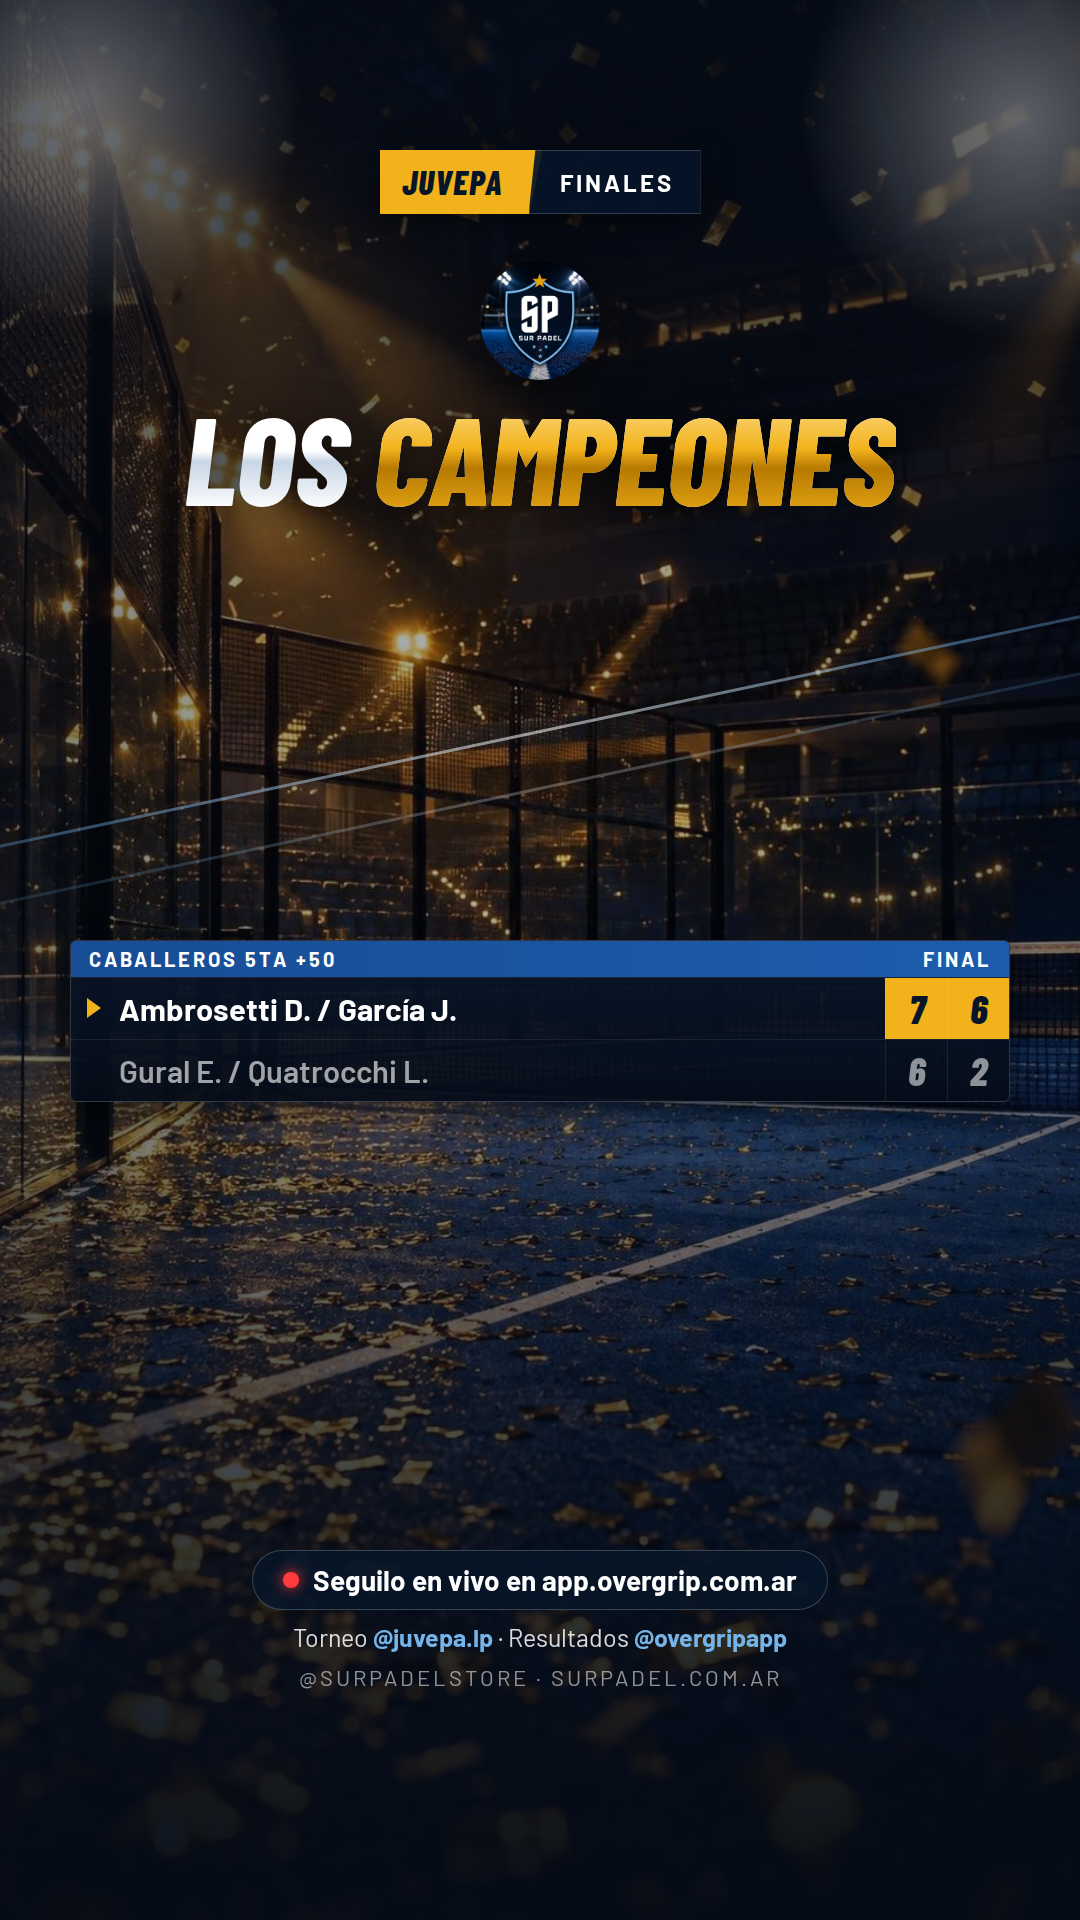 JUVEPA FINALES
SP
SUR PADEL
LOS CAMPEONES
CABALLEROS 5TA +50 FINAL
Ambrosetti D. / García J. 7 6
Gural E. / Quatrocchi L. 6 2
Seguilo en vivo en app.overgrip.com.ar
Torneo @juvepa.lp · Resultados @overgripapp
@SURPADELSTORE · SURPADEL.COM.AR